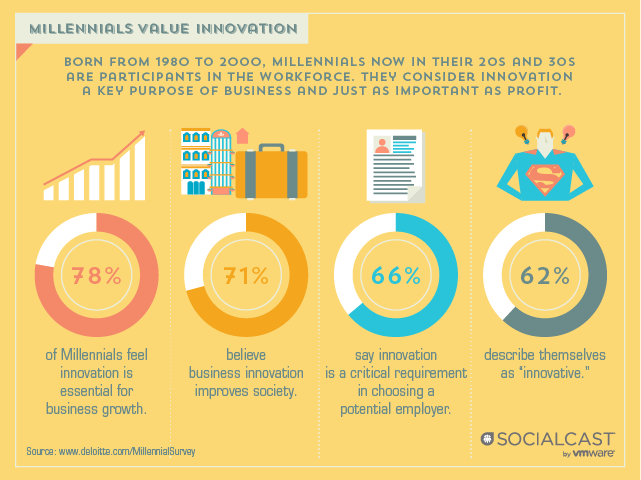 MILLENNIALS VALUE INNOVATION
BORN FROM 1980 TO 2000, MILLENNIALS NOW IN THEIR 20S AND 30S
ARE PARTICIPANTS IN THE WORKFORCE. THEY CONSIDER INNOVATION
A KEY PURPOSE OF BUSINESS AND JUST AS IMPORTANT AS PROFIT.
78%
of Millennials feel
innovation is
essential for
business growth.
71%
believe
business innovation
improves society.
66%
say innovation
is a critical requirement
in choosing a
potential employer.
S
62%
describe themselves
as "innovative."
Source: www.deloitte.com/MillennialSurvey
SOCIALCAST
by vmware